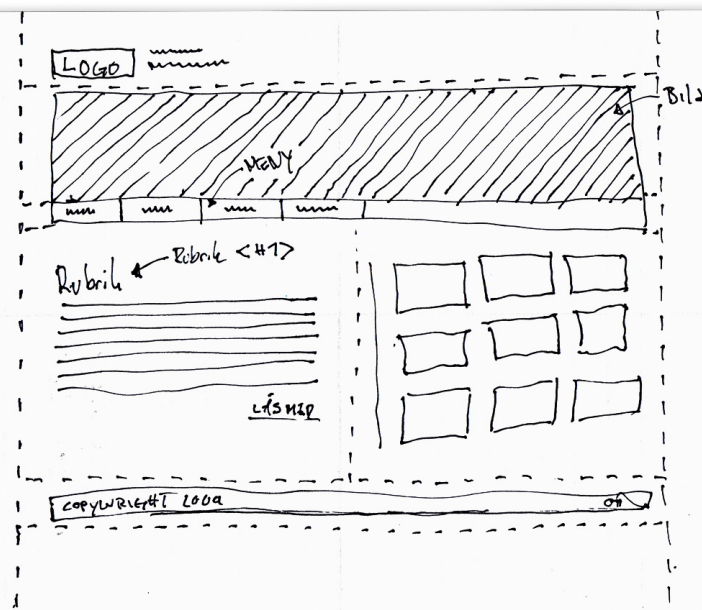 LOGO
Bild
MENY
Rubrik <H1>
Rubrik
LÄS MER
COPYWRIGHT 2009